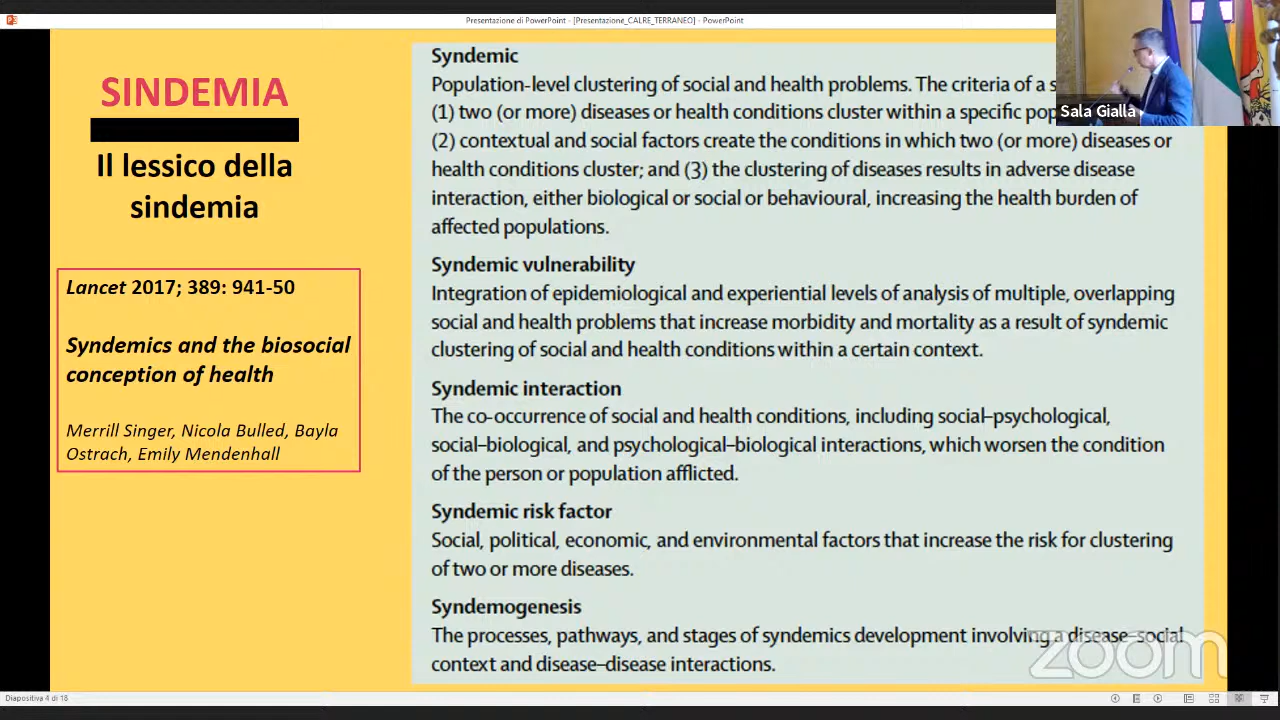 Presentazione di PowerPoint - [Presentazione_CALRE_TERRANEO] - PowerPoint
SINDEMIA
Il lessico della
sindemia
Lancet 2017; 389: 941-50
Syndemics and the biosocial
conception of health
Merrill Singer, Nicola Bulled, Bayla
Ostrach, Emily Mendenhall
Syndemic
Population-level clustering of social and health problems. The criteria of a
(1) two (or more) diseases or health conditions cluster within a specific
(2) contextual and social factors create the conditions in which two (or more) diseases or
health conditions cluster; and (3) the clustering of diseases results in adverse disease
interaction, either biological or social or behavioural, increasing the health burden of
affected populations.
Syndemic vulnerability
Integration of epidemiological and experiential levels of analysis of multiple, overlapping
social and health problems that increase morbidity and mortality as a result of syndemic
clustering of social and health conditions within a certain context.
Syndemic interaction
The co-occurrence of social and health conditions, including social–psychological,
social–biological, and psychological–biological interactions, which worsen the condition
of the person or population afflicted.
Syndemic risk factor
Social, political, economic, and environmental factors that increase the risk for clustering
of two or more diseases.
Syndemogenesis
The processes, pathways, and stages of syndemics development involving a disease–social
context and disease–disease interactions.
Sala Gialla
zoom
Diapositiva 4 di 18